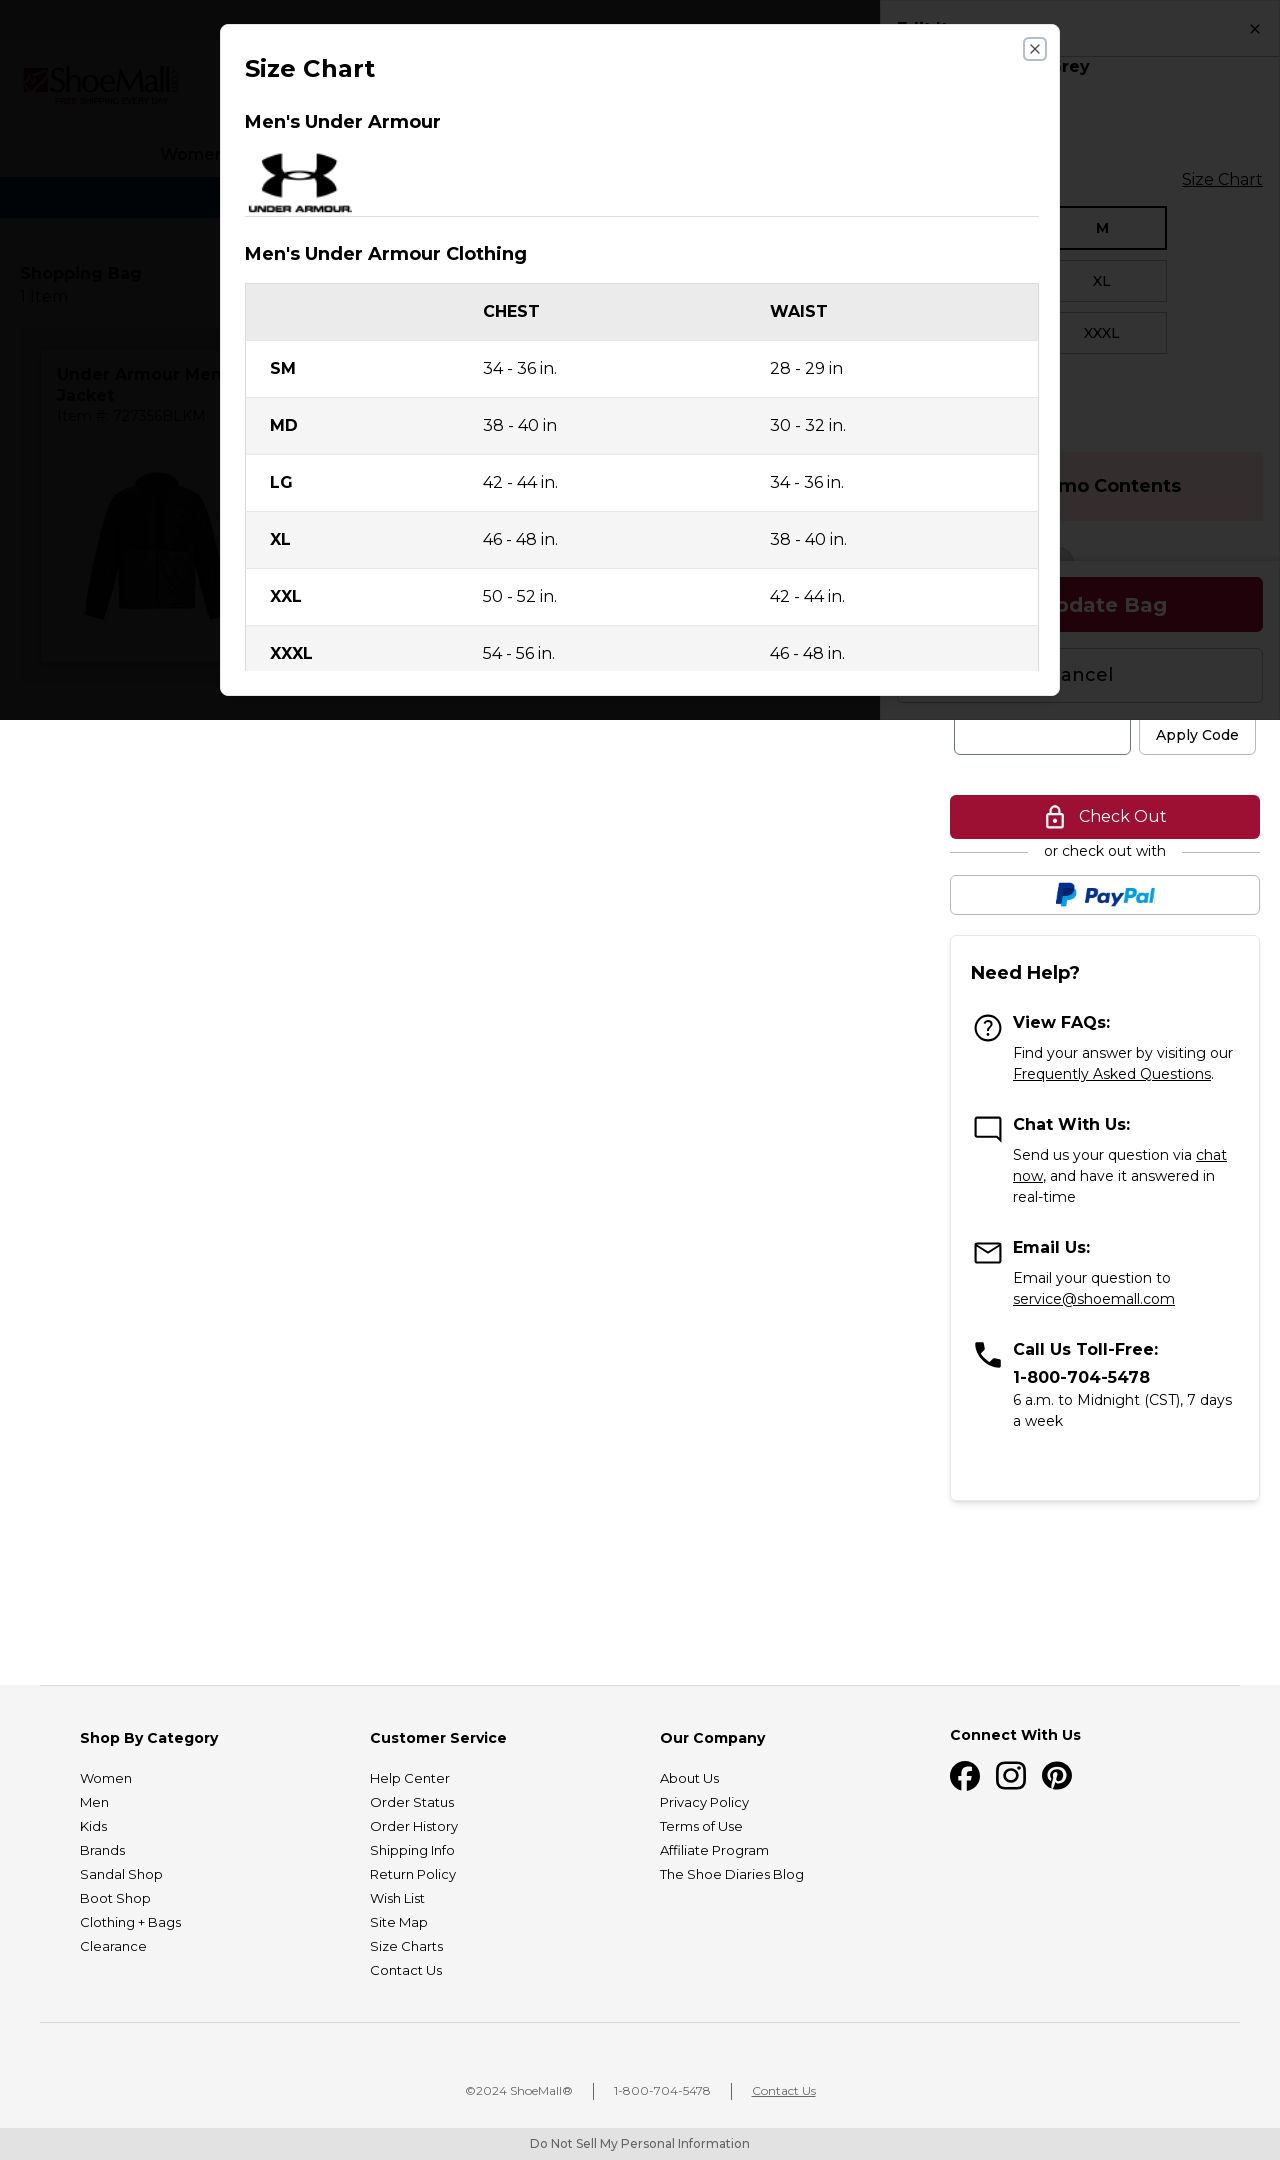 ShoeMall
FREE SHIPPING EVERY DAY
Women
Shopping Bag
1 Item
Under Armour Men
Jacket
Item #: 727356BLKM
Size Chart
Men's Under Armour
UNDER ARMOUR.
Men's Under Armour Clothing
CHEST WAIST
SM 34 - 36 in. 28 - 29 in
MD 38 - 40 in 30 - 32 in.
LG 42 - 44 in. 34 - 36 in.
XL 46 - 48 in. 38 - 40 in.
XXL 50 - 52 in. 42 - 44 in.
XXXL 54 - 56 in. 46 - 48 in.
Size Chart
M
XL
XXXL
Contents
Bag
Apply Code
Check Out
or check out with
PayPal
Need Help?
View FAQs:
Find your answer by visiting our
Frequently Asked Questions.
Chat With Us:
Send us your question via chat
now, and have it answered in
real-time
Email Us:
Email your question to
service@shoemall.com
Call Us Toll-Free:
1-800-704-5478
6 a.m. to Midnight (CST), 7 days
a week
Shop By Category
Women
Men
Kids
Brands
Sandal Shop
Boot Shop
Clothing + Bags
Clearance
Customer Service
Help Center
Order Status
Order History
Shipping Info
Return Policy
Wish List
Site Map
Size Charts
Contact Us
Our Company
About Us
Privacy Policy
Terms of Use
Affiliate Program
The Shoe Diaries Blog
Connect With Us
©2024 ShoeMall®
1-800-704-5478
Contact Us
Do Not Sell My Personal Information